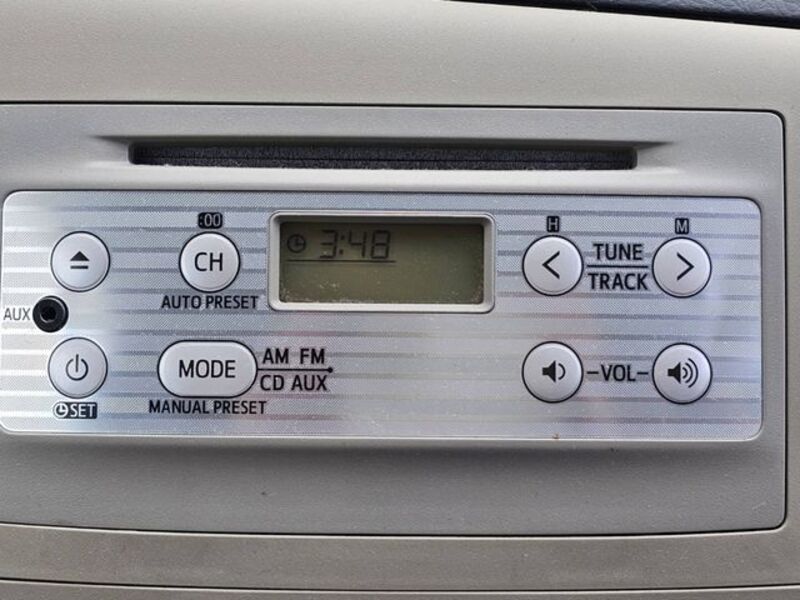 :00
H
M
CH
3:48
TUNE
TRACK
AUTO PRESET
AUX
MODE
AM FM
CD AUX
-VOL-
SET
MANUAL PRESET